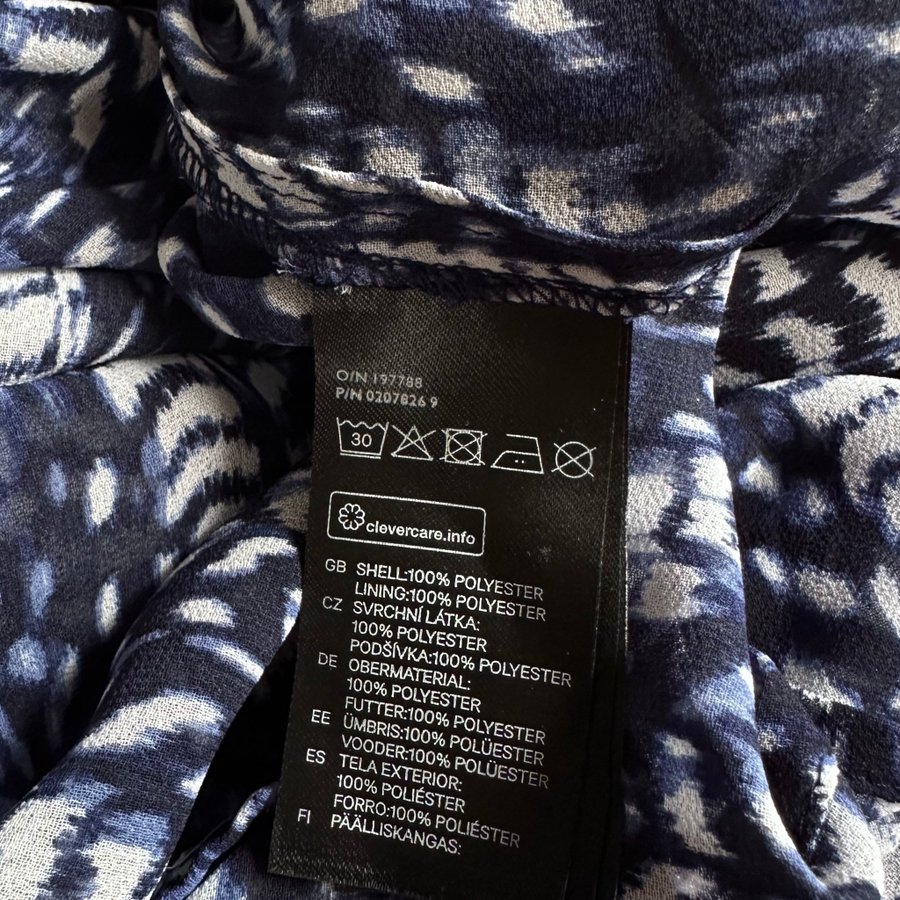 O/N 197788
P/N 0207826 9
30
clevercare.info
GB SHELL:100% POLYESTER
LINING:100% POLYESTER
CZ SVRCHNÍ LÁTKA:
100% POLYESTER
PODŠÍVKA:100% POLYESTER
DE OBERMATERIAL:
100% POLYESTER
FUTTER:100% POLYESTER
EE ÜMBRIS:100% POLÜESTER
VOODER:100% POLÜESTER
ES TELA EXTERIOR:
100% POLIÉSTER
FORRO:100% POLIÉSTER
FI PÄÄLLISKANGAS: